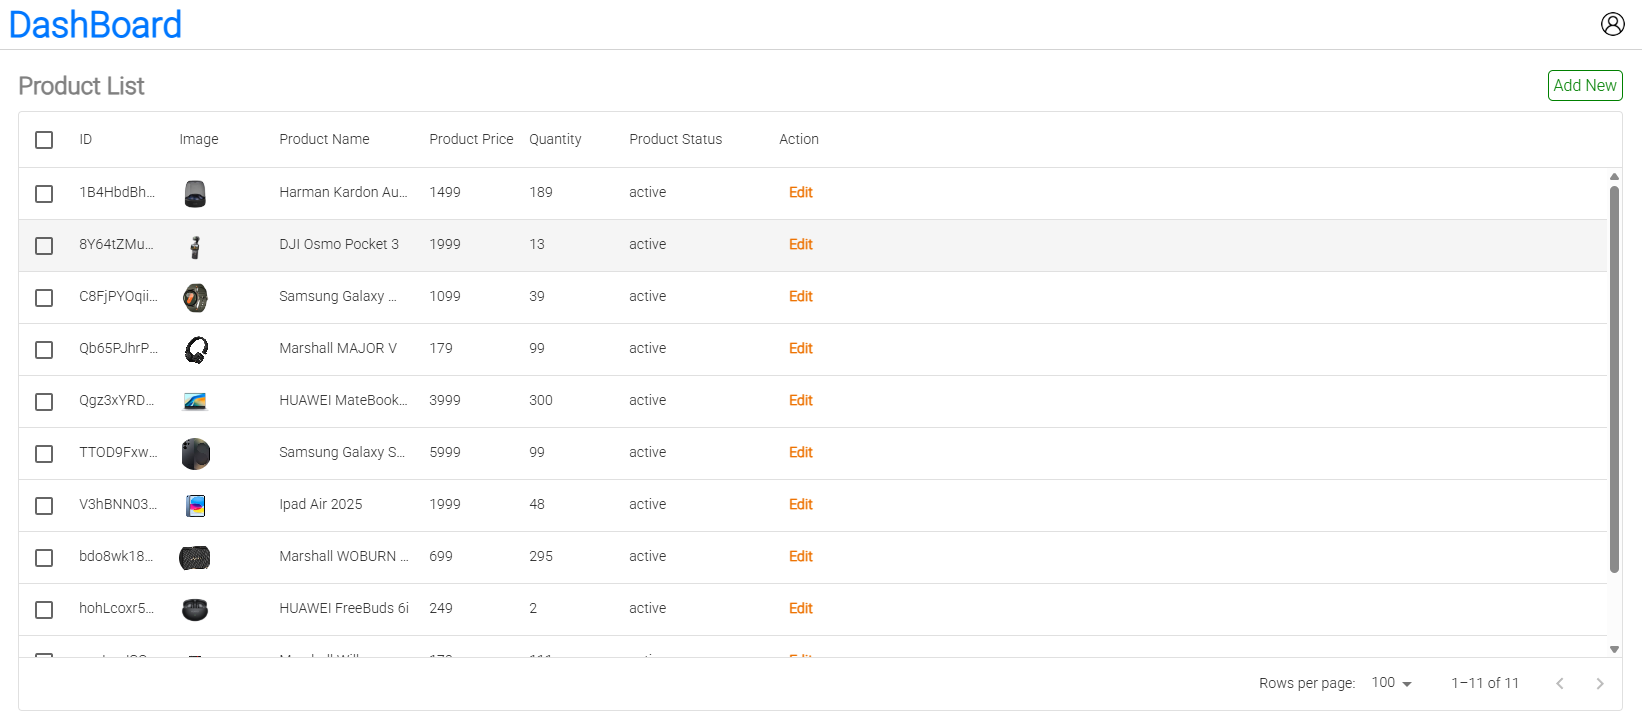 DashBoard
Product List
Add New
ID Image Product Name Product Price Quantity Product Status Action
1B4HbdBh... Harman Kardon Au... 1499 189 active Edit
8Y64tZMu... DJI Osmo Pocket 3 1999 13 active Edit
C8FjPYOqii... Samsung Galaxy ... 1099 39 active Edit
Qb65PJhrP... Marshall MAJOR V 179 99 active Edit
Qgz3xYRD... HUAWEI MateBook... 3999 300 active Edit
TTOD9Fxw... Samsung Galaxy S... 5999 99 active Edit
V3hBNN03... Ipad Air 2025 1999 48 active Edit
bdo8wk18... Marshall WOBURN ... 699 295 active Edit
hohLcoxr5... HUAWEI FreeBuds 6i 249 2 active Edit
Rows per page: 100 1–11 of 11